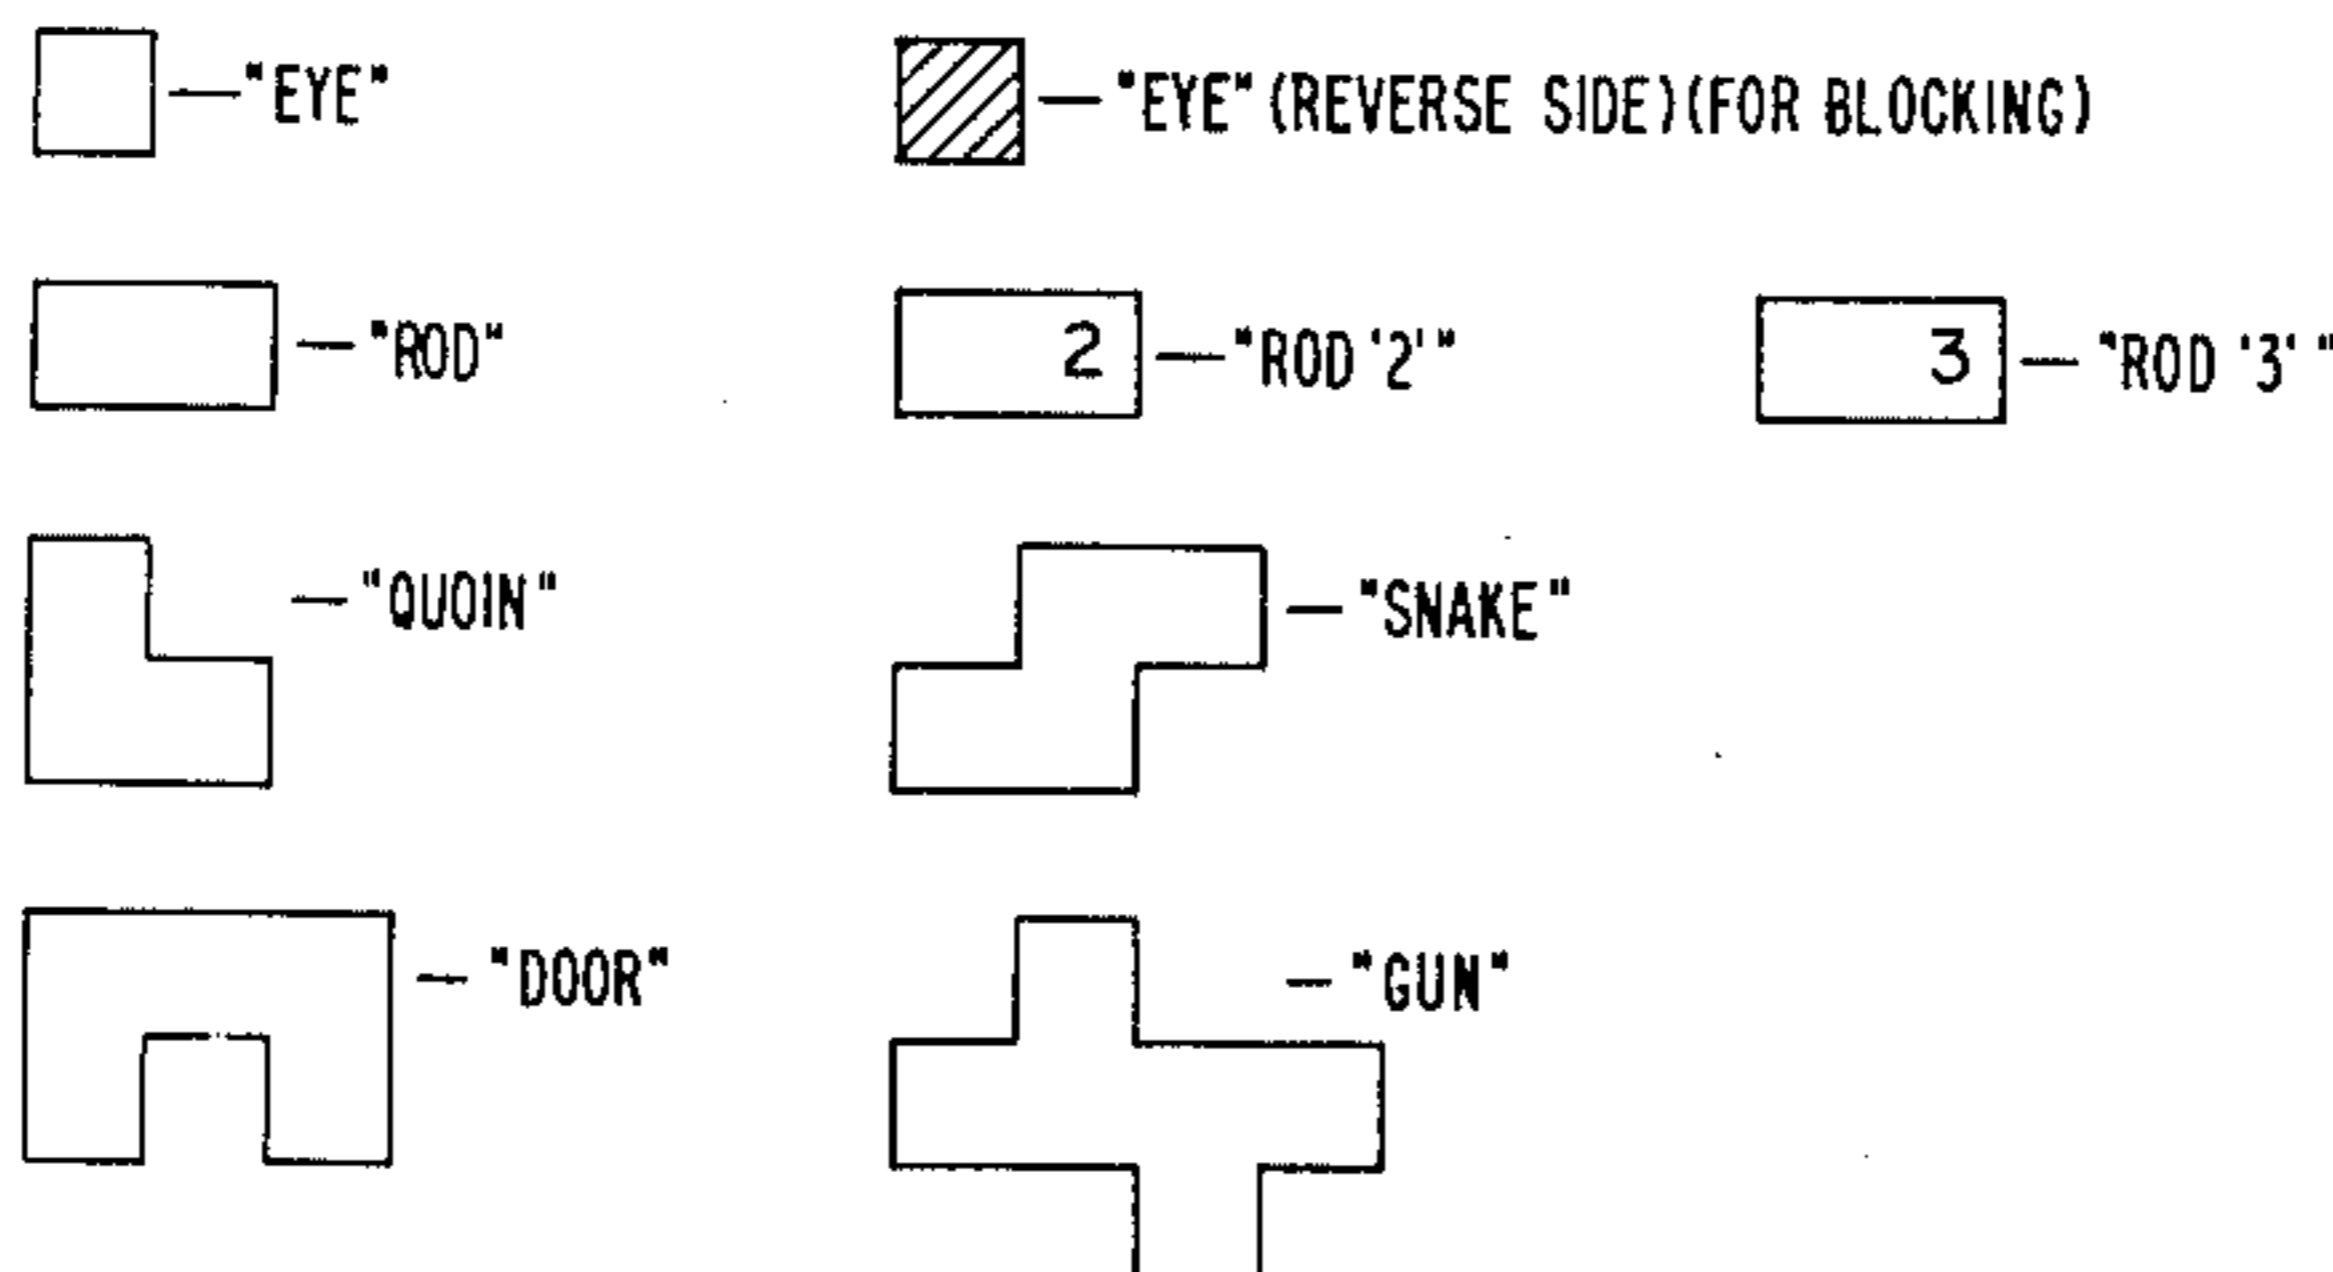 "EYE"
"EYE" (REVERSE SIDE)(FOR BLOCKING)
"ROD"
2
"ROD '2'"
3
"ROD '3'"
"QUOIN"
"SNAKE"
"DOOR"
"GUN"